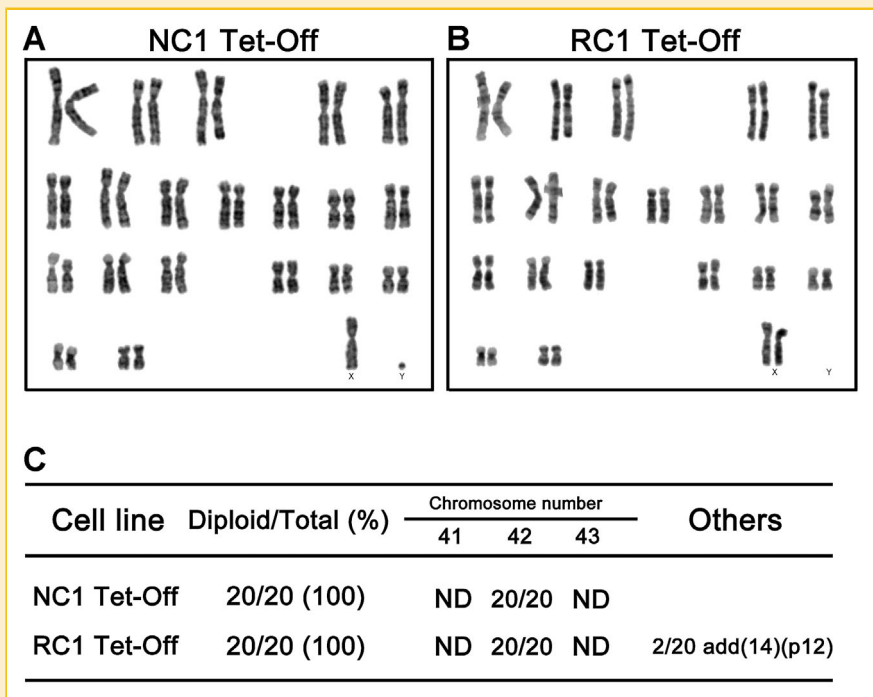 A NC1 Tet-Off
B RC1 Tet-Off
X Y
X Y
C
Cell line Diploid/Total (%) Chromosome number Others
41 42 43
NC1 Tet-Off 20/20 (100) ND 20/20 ND
RC1 Tet-Off 20/20 (100) ND 20/20 ND 2/20 add(14)(p12)